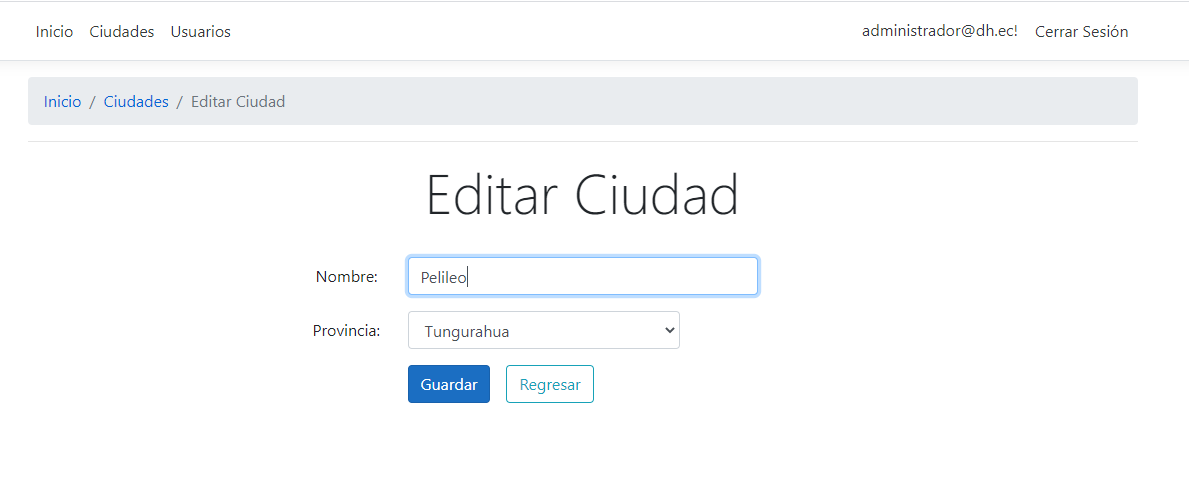 Inicio Ciudades Usuarios administrador@dh.ec! Cerrar Sesión
Inicio / Ciudades / Editar Ciudad
Editar Ciudad
Nombre: Pelileo
Provincia: Tungurahua
Guardar Regresar